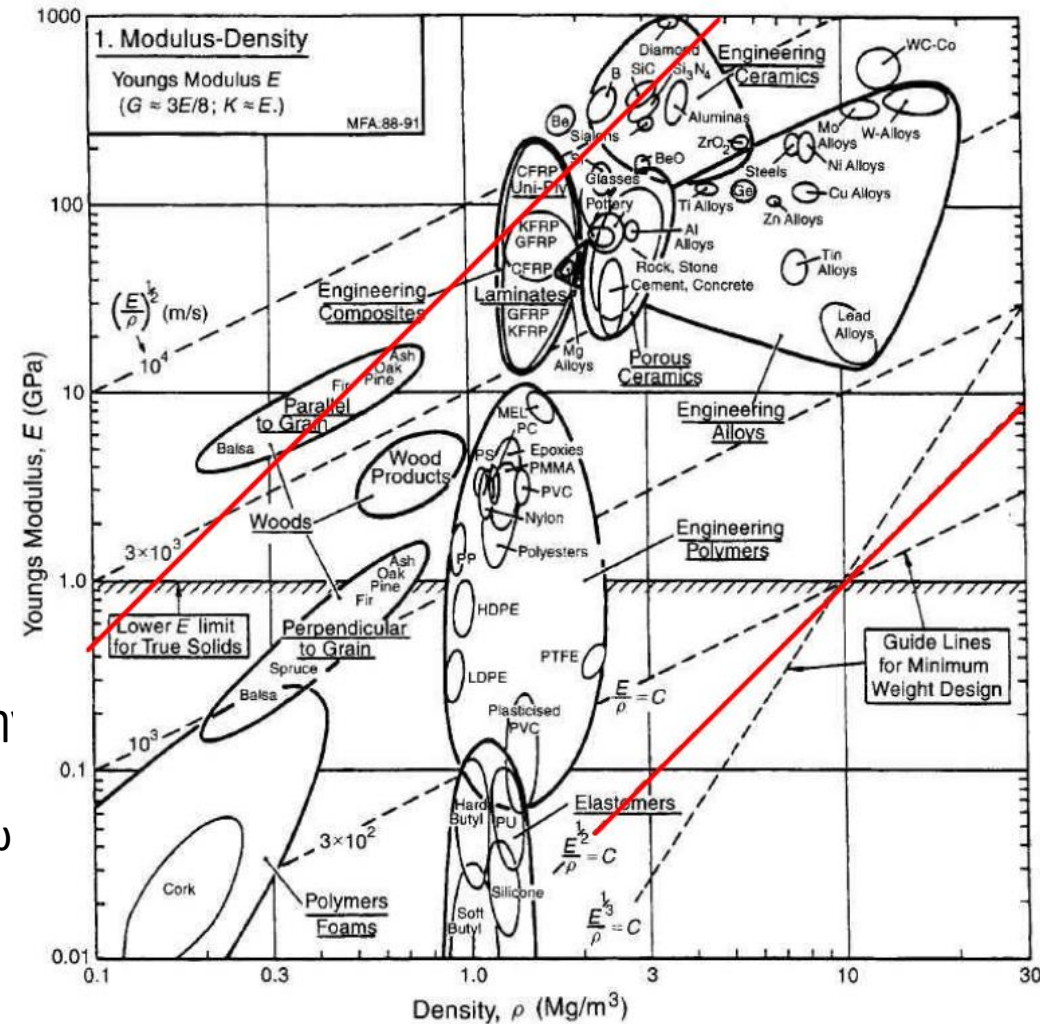 1. Modulus-Density
Youngs Modulus E
(G ≈ 3E/8; K ≈ E.)
MFA:88-91
1000
100
10
1.0
0.1
0.01
Youngs Modulus, E (GPa)
0.1
0.3
1.0
3
10
30
Density, ρ (Mg/m³)
Diamond
Engineering
Ceramics
B
SiC
Si₃N₄
WC-Co
Be
Sialons
Aluminas
ZrO₂
BeO
Mo
Alloys
W-Alloys
Steels
Ni Alloys
CFRP
Uni-Ply
Glasses
Pottery
Ti Alloys
Ge
Cu Alloys
Zn Alloys
KFRP
GFRP
CFRP
Al
Alloys
Rock, Stone
Cement, Concrete
Tin
Alloys
Laminates
GFRP
KFRP
Lead
Alloys
Engineering
Composites
Mg
Alloys
Porous
Ceramics
Engineering
Alloys
(E/ρ)^½ (m/s)
10⁴
Ash
Oak
Pine
Fir
Parallel
to Grain
Balsa
Wood
Products
Woods
MEL
PC
PS
Epoxies
PMMA
PVC
Nylon
Polyesters
PP
Engineering
Polymers
3×10³
Lower E limit
for True Solids
Ash
Oak
Pine
Fir
Perpendicular
to Grain
Spruce
Balsa
HDPE
LDPE
PTFE
Plasticised
PVC
E/ρ = C
Guide Lines
for Minimum
Weight Design
10³
3×10²
Hard
Butyl
PU
Elastomers
E^½/ρ = C
Silicone
Soft
Butyl
E^⅓/ρ = C
Cork
Polymers
Foams